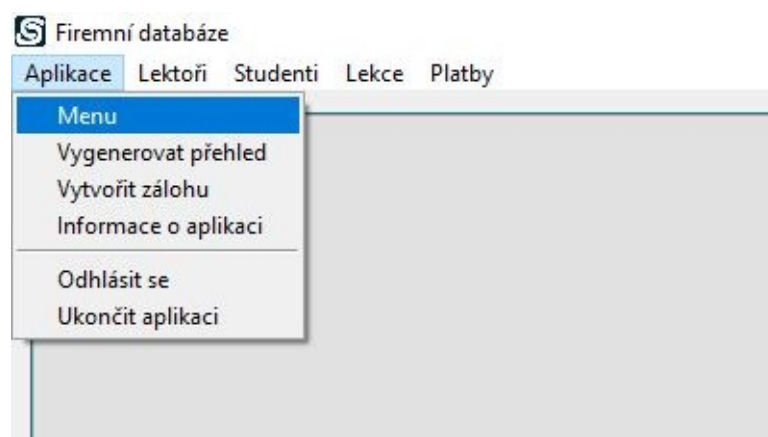 Firemní databáze
Aplikace Lektoři Studenti Lekce Platby
Menu
Vygenerovat přehled
Vytvořit zálohu
Informace o aplikaci
Odhlásit se
Ukončit aplikaci